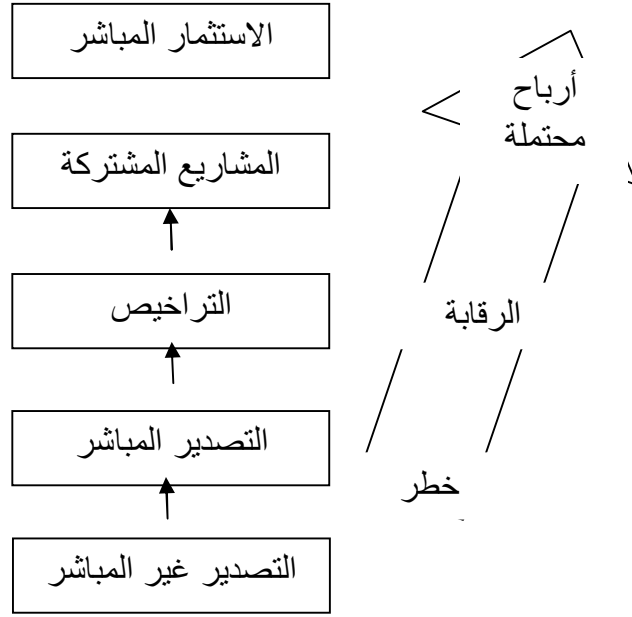 الاستثمار المباشر
أرباح
محتملة
المشاريع المشتركة
التراخيص
الرقابة
التصدير المباشر
خطر
التصدير غير المباشر